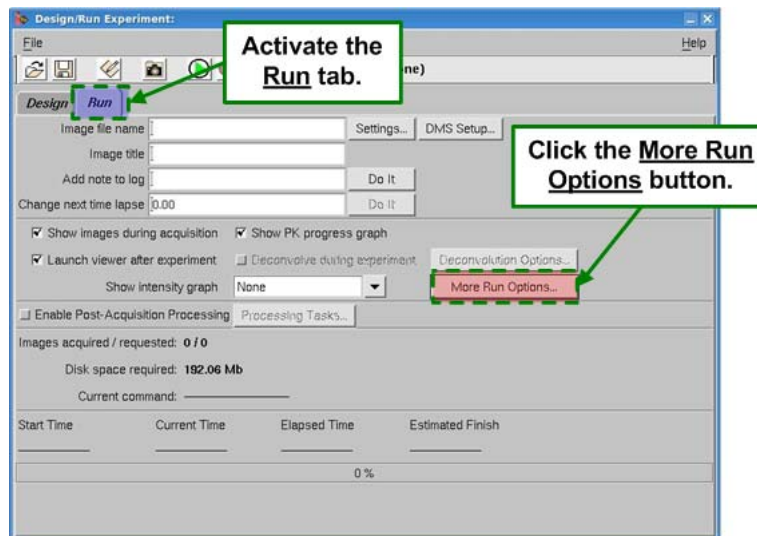 Design/Run Experiment:
File Help
Activate the
Run tab.
ne)
Design Run
Image file name Settings... DMS Setup...
Image title
Add note to log Do It
Change next time lapse 0.00 Do It
Click the More Run
Options button.
Show images during acquisition Show PK progress graph
Launch viewer after experiment Deconvolve during experiment Deconvolution Options...
Show intensity graph None More Run Options...
Enable Post-Acquisition Processing Processing Tasks...
Images acquired / requested: 0 / 0
Disk space required: 192.06 Mb
Current command:
Start Time Current Time Elapsed Time Estimated Finish
0 %